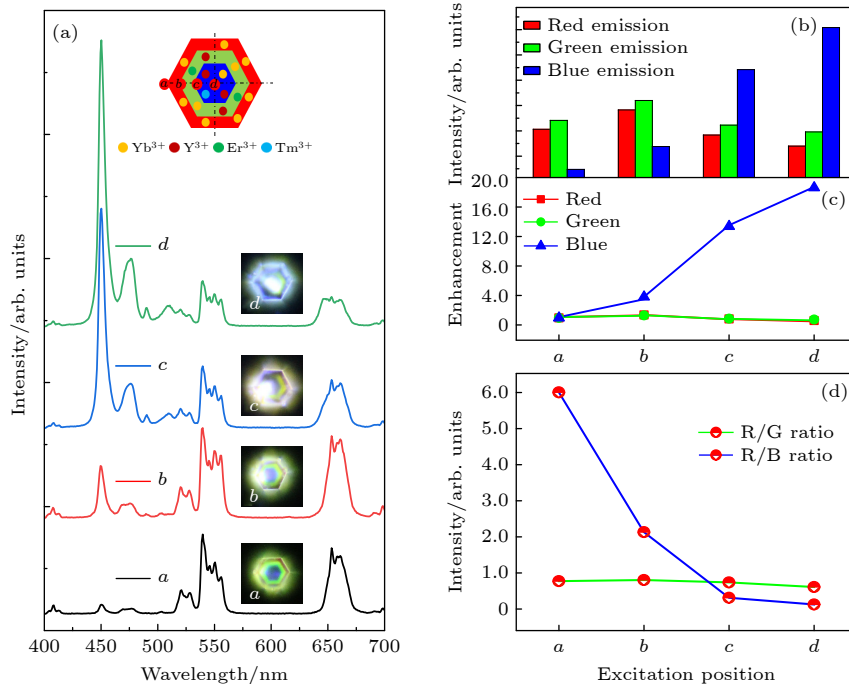 (a)
a b c d
Yb³⁺ Y³⁺ Er³⁺ Tm³⁺
d
d
c
c
b
b
a
a
Intensity/arb. units
400 450 500 550 600 650 700
Wavelength/nm
(b)
Red emission
Green emission
Blue emission
Intensity/arb. units
(c)
Red
Green
Blue
20.0
16.0
12.0
8.0
4.0
0
Enhancement
a b c d
(d)
R/G ratio
R/B ratio
6.0
5.0
4.0
3.0
2.0
1.0
0
Intensity/arb. units
a b c d
Excitation position